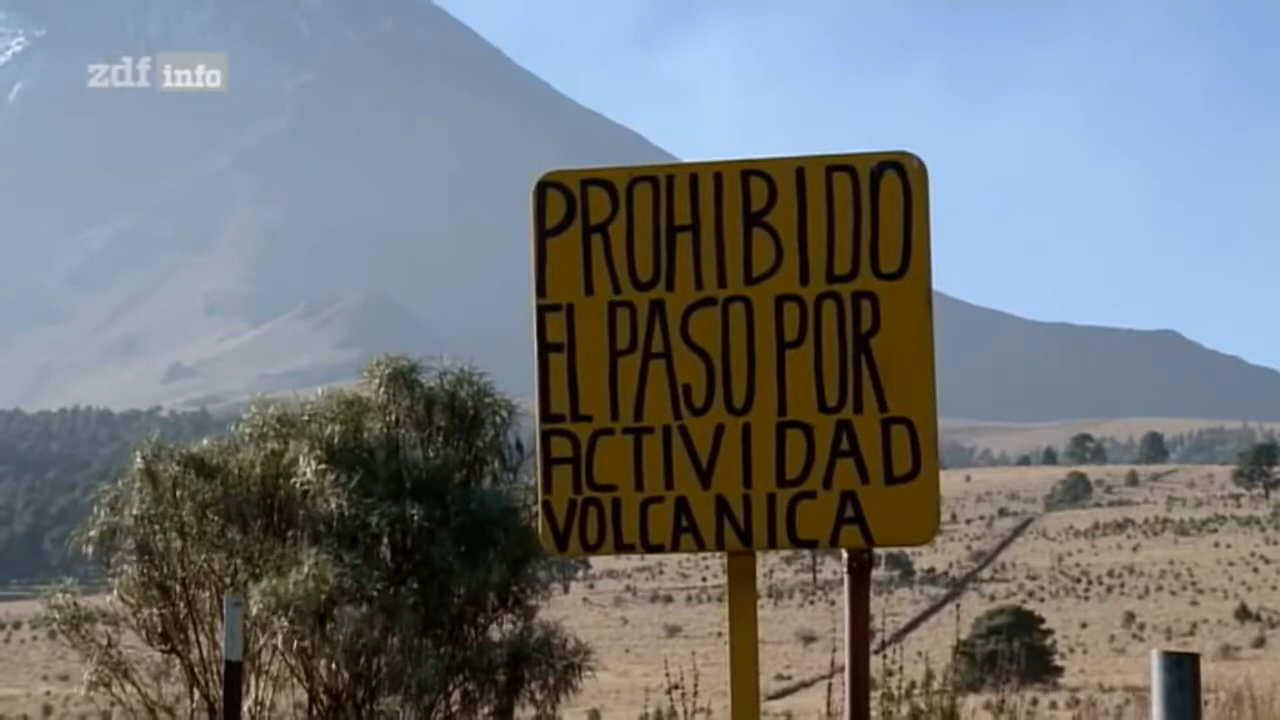 zdf info
PROHIBIDO
EL PASO POR
ACTIVIDAD
VOLCANICA